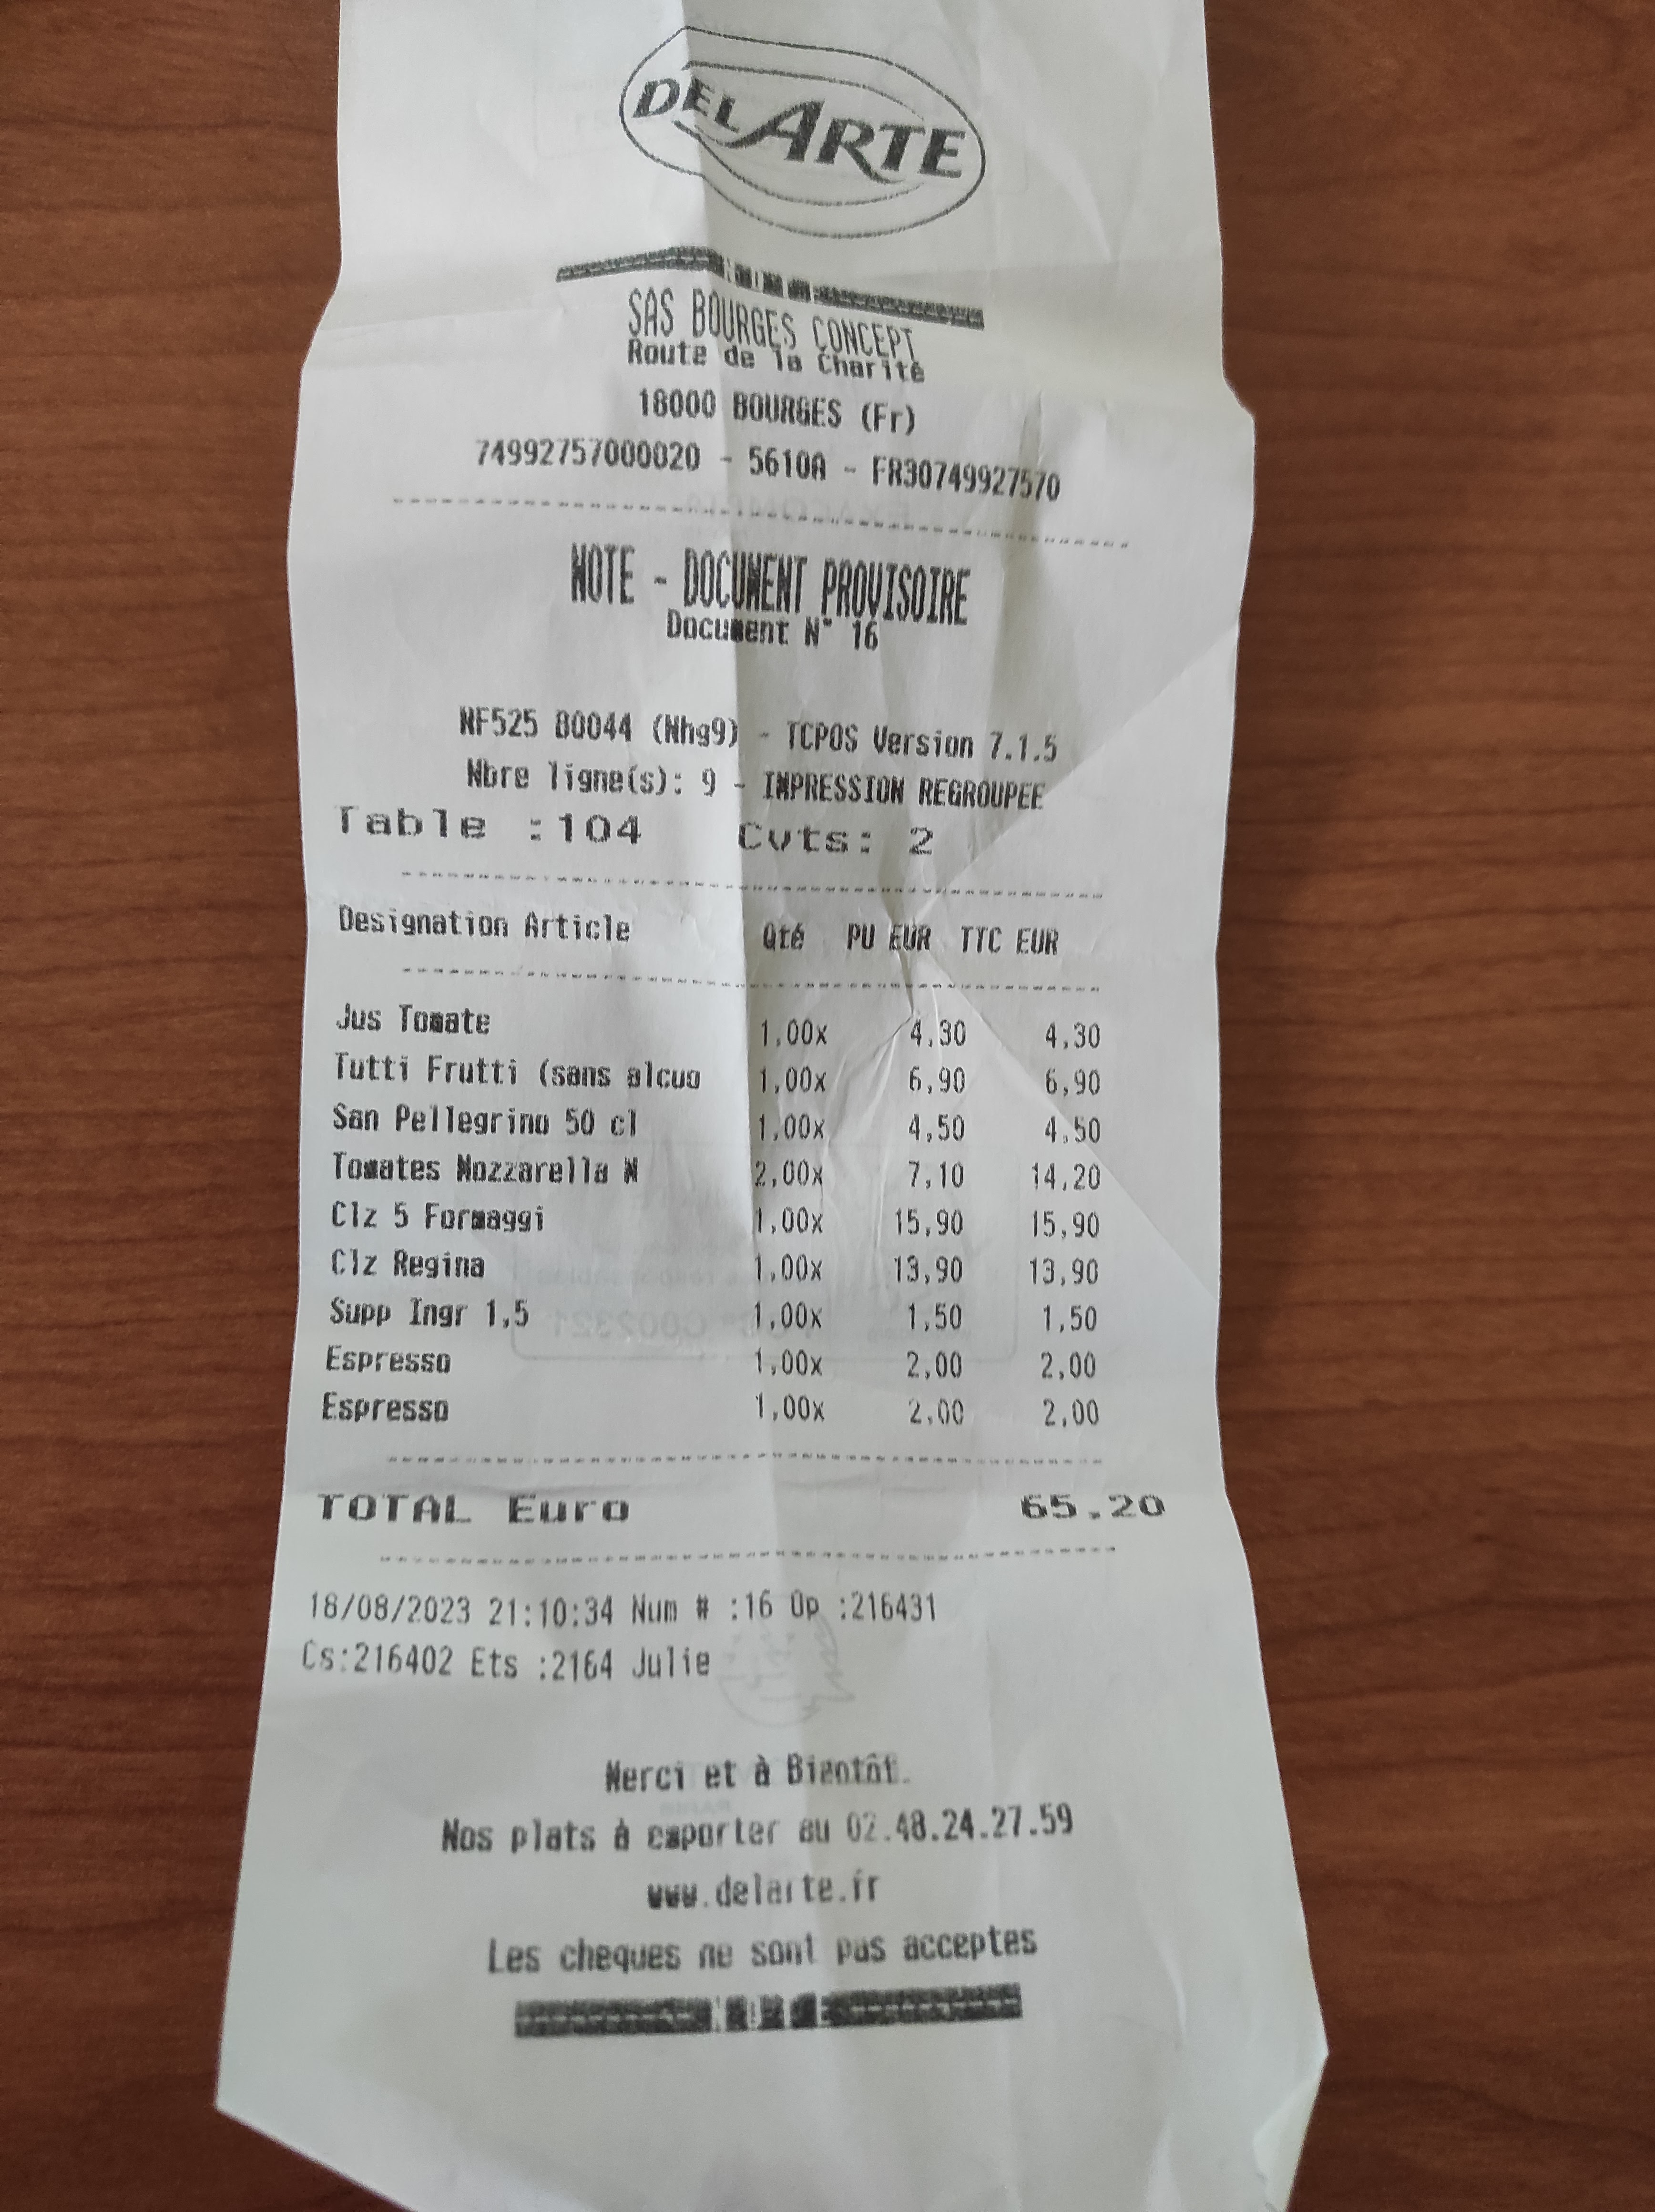 DEL ARTE
SAS BOURGES CONCEPT
Route de la Charité
18000 BOURGES (Fr)
74992757000020 - 5610A - FR30749927570
NOTE - DOCUMENT PROVISOIRE
Document N° 16
NF525 B0044 (Nhg9) - TCPOS Version 7.1.5
Nbre ligne(s): 9 - IMPRESSION REGROUPEE
Table :104 Cvts: 2
Designation Article Qté PU EUR TTC EUR
Jus Tomate 1,00x 4,30 4,30
Tutti Frutti (sans alcoo 1,00x 6,90 6,90
San Pellegrino 50 cl 1,00x 4,50 4,50
Tomates Mozzarella M 2,00x 7,10 14,20
Clz 5 Formaggi 1,00x 15,90 15,90
Clz Regina 1,00x 13,90 13,90
Supp Ingr 1,5 1,00x 1,50 1,50
Espresso 1,00x 2,00 2,00
Espresso 1,00x 2,00 2,00
TOTAL Euro 65.20
18/08/2023 21:10:34 Num # :16 Op :216431
Cs:216402 Ets :2164 Julie
Merci et à Bientôt.
Nos plats à emporter au 02.48.24.27.59
www.delarte.fr
Les cheques ne sont pas acceptes